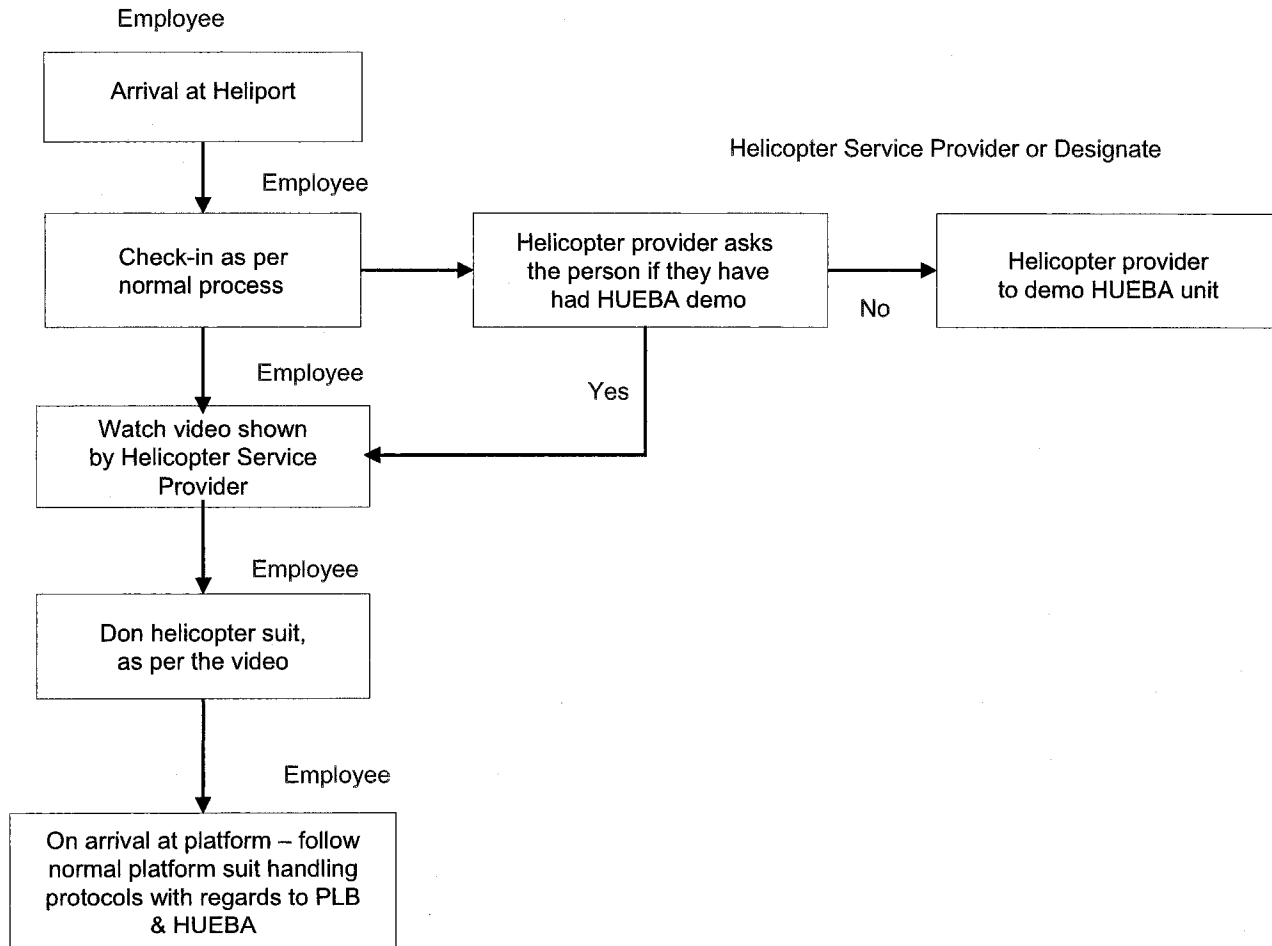 Employee
Arrival at Heliport
Helicopter Service Provider or Designate
Employee
Check-in as per
normal process
Helicopter provider asks
the person if they have
had HUEBA demo
Helicopter provider
to demo HUEBA unit
No
Employee
Yes
Watch video shown
by Helicopter Service
Provider
Employee
Don helicopter suit,
as per the video
Employee
On arrival at platform – follow
normal platform suit handling
protocols with regards to PLB
& HUEBA